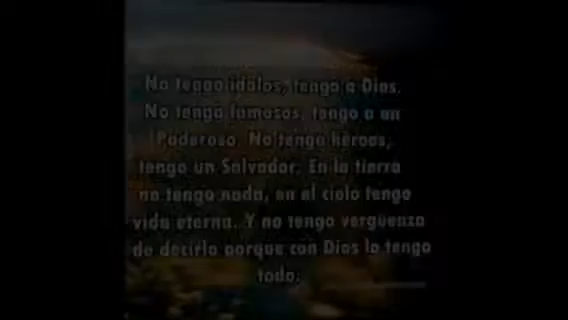 No tengo ídolos, tengo a Dios.
No tengo famosos, tengo a un
Poderoso. No tengo héroes,
tengo un Salvador. En la tierra
no tengo nada, en el cielo tengo
vida eterna. Y no tengo vergüenza
de decirlo porque con Dios lo tengo
todo.